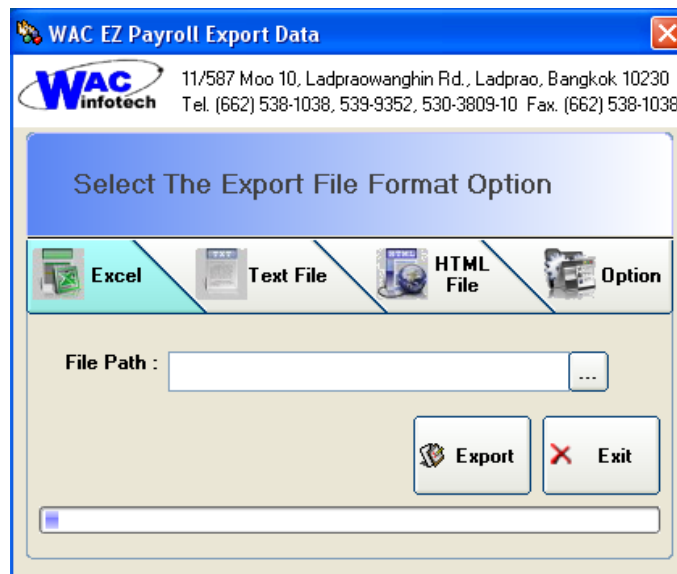 WAC EZ Payroll Export Data
WAC infotech
11/587 Moo 10, Ladpraowanghin Rd., Ladprao, Bangkok 10230
Tel. (662) 538-1038, 539-9352, 530-3809-10 Fax. (662) 538-1038
Select The Export File Format Option
Excel
TXT
Text File
HTML
HTML
File
Option
File Path :
...
Export
Exit